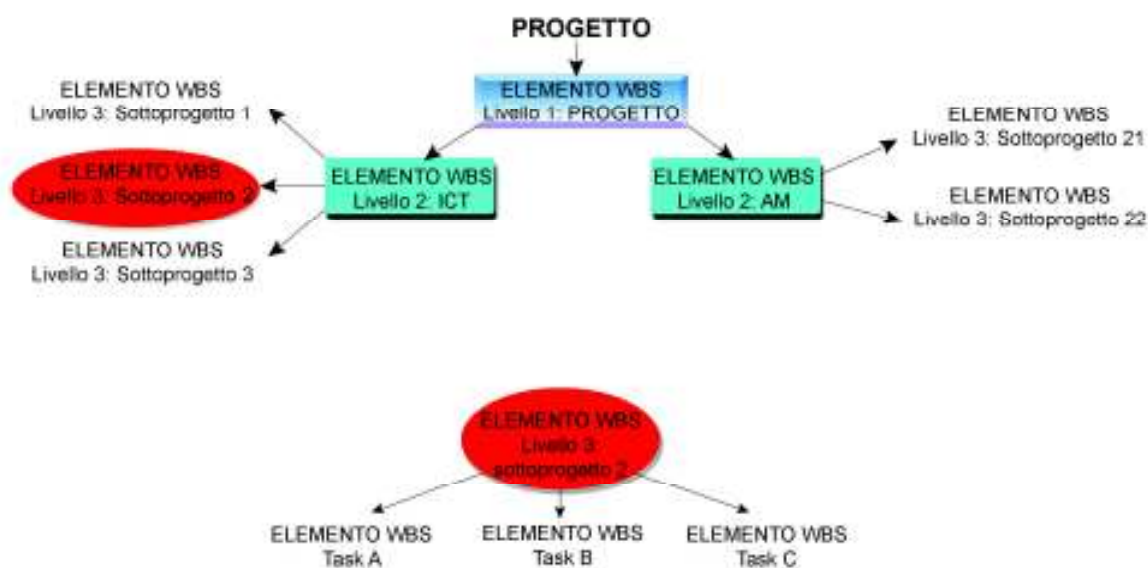 PROGETTO
ELEMENTO WBS
Livello 1: PROGETTO
ELEMENTO WBS
Livello 3: Sottoprogetto 1
ELEMENTO WBS
Livello 3: Sottoprogetto 2
ELEMENTO WBS
Livello 3: Sottoprogetto 3
ELEMENTO WBS
Livello 2: ICT
ELEMENTO WBS
Livello 2: AM
ELEMENTO WBS
Livello 3: Sottoprogetto 21
ELEMENTO WBS
Livello 3: Sottoprogetto 22
ELEMENTO WBS
Livello 3:
sottoprogetto 2
ELEMENTO WBS
Task A
ELEMENTO WBS
Task B
ELEMENTO WBS
Task C